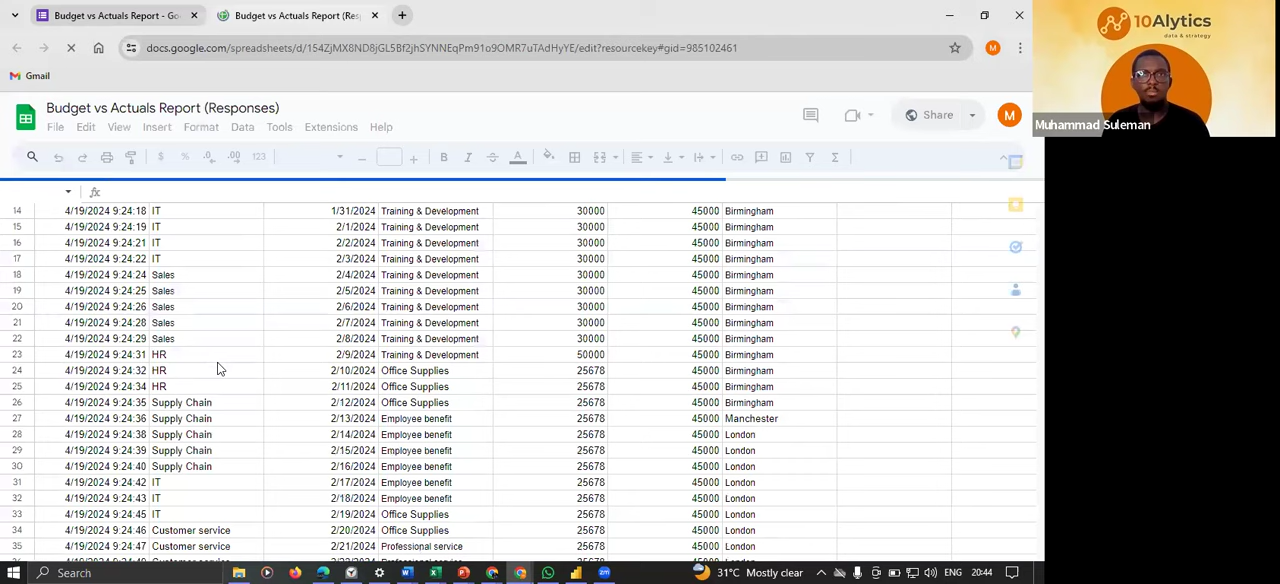 Budget vs Actuals Report - Go
Budget vs Actuals Report (Res
docs.google.com/spreadsheets/d/154ZjMX8ND8jGL5Bf2jhSYNNEqPm91o9OMR7uTAdHyYE/edit?resourcekey#gid=985102461
M
Gmail
10Alytics
data & strategy
Muhammad Suleman
Budget vs Actuals Report (Responses)
File Edit View Insert Format Data Tools Extensions Help
Share
M
$ % .0 .00 123 B I S A
fx
14 4/19/2024 9:24:18 IT 1/31/2024 Training & Development 30000 45000 Birmingham
15 4/19/2024 9:24:19 IT 2/1/2024 Training & Development 30000 45000 Birmingham
16 4/19/2024 9:24:21 IT 2/2/2024 Training & Development 30000 45000 Birmingham
17 4/19/2024 9:24:22 IT 2/3/2024 Training & Development 30000 45000 Birmingham
18 4/19/2024 9:24:24 Sales 2/4/2024 Training & Development 30000 45000 Birmingham
19 4/19/2024 9:24:25 Sales 2/5/2024 Training & Development 30000 45000 Birmingham
20 4/19/2024 9:24:26 Sales 2/6/2024 Training & Development 30000 45000 Birmingham
21 4/19/2024 9:24:28 Sales 2/7/2024 Training & Development 30000 45000 Birmingham
22 4/19/2024 9:24:29 Sales 2/8/2024 Training & Development 30000 45000 Birmingham
23 4/19/2024 9:24:31 HR 2/9/2024 Training & Development 50000 45000 Birmingham
24 4/19/2024 9:24:32 HR 2/10/2024 Office Supplies 25678 45000 Birmingham
25 4/19/2024 9:24:34 HR 2/11/2024 Office Supplies 25678 45000 Birmingham
26 4/19/2024 9:24:35 Supply Chain 2/12/2024 Office Supplies 25678 45000 Birmingham
27 4/19/2024 9:24:36 Supply Chain 2/13/2024 Employee benefit 25678 45000 Manchester
28 4/19/2024 9:24:38 Supply Chain 2/14/2024 Employee benefit 25678 45000 London
29 4/19/2024 9:24:39 Supply Chain 2/15/2024 Employee benefit 25678 45000 London
30 4/19/2024 9:24:40 Supply Chain 2/16/2024 Employee benefit 25678 45000 London
31 4/19/2024 9:24:42 IT 2/17/2024 Employee benefit 25678 45000 London
32 4/19/2024 9:24:43 IT 2/18/2024 Employee benefit 25678 45000 London
33 4/19/2024 9:24:45 IT 2/19/2024 Office Supplies 25678 45000 London
34 4/19/2024 9:24:46 Customer service 2/20/2024 Office Supplies 25678 45000 London
35 4/19/2024 9:24:47 Customer service 2/21/2024 Professional service 25678 45000 London
Search
31°C Mostly clear
ENG 20:44